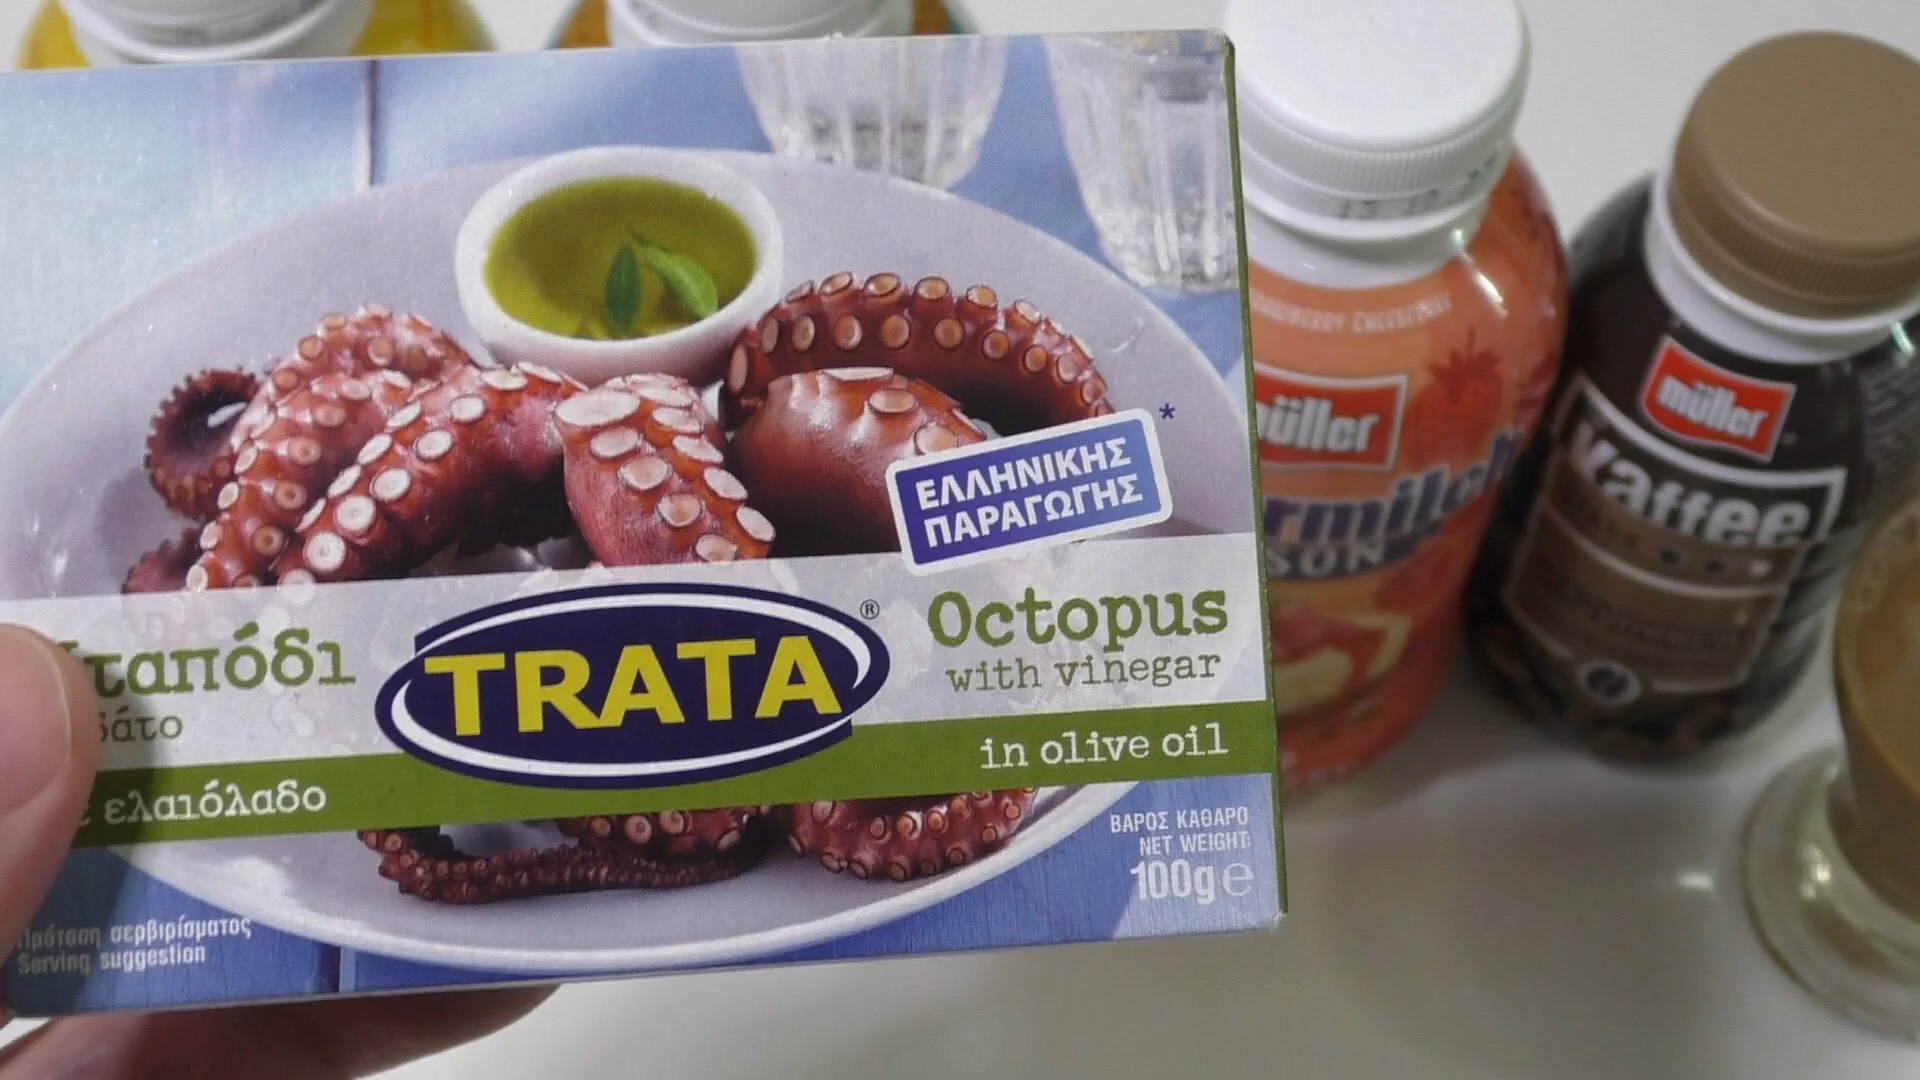 ΕΛΛΗΝΙΚΗΣ
ΠΑΡΑΓΩΓΗΣ
*
TRATA
®
Octopus
with vinegar
in olive oil
ελαιόλαδο
ΒΑΡΟΣ ΚΑΘΑΡΟ
NET WEIGHT:
100g e
Πρόταση σερβιρίσματος
Serving suggestion
müller
müller
kaffee